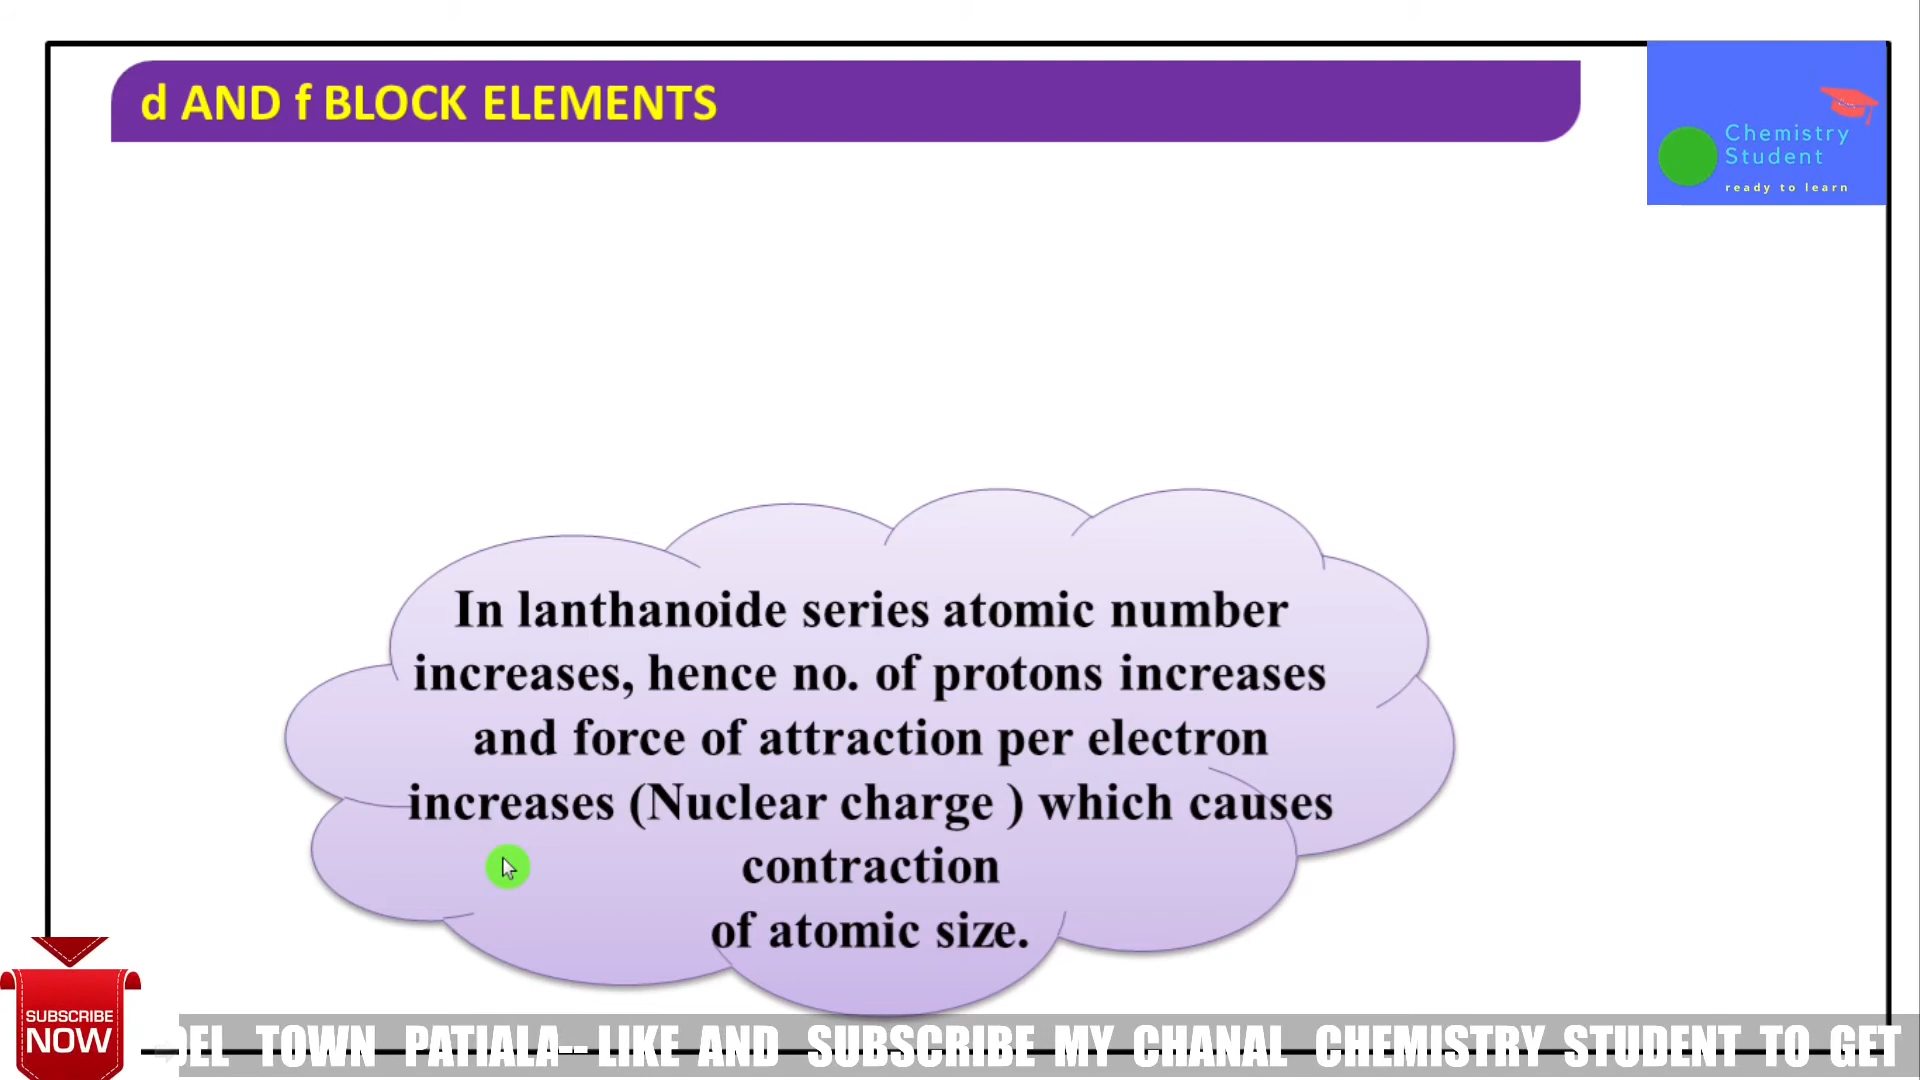 d AND f BLOCK ELEMENTS
Chemistry
Student
ready to learn
In lanthanoide series atomic number
increases, hence no. of protons increases
and force of attraction per electron
increases (Nuclear charge ) which causes
contraction
of atomic size.
SUBSCRIBE
NOW
TOWN PATIALA-- LIKE AND SUBSCRIBE MY CHANAL CHEMISTRY STUDENT TO GET